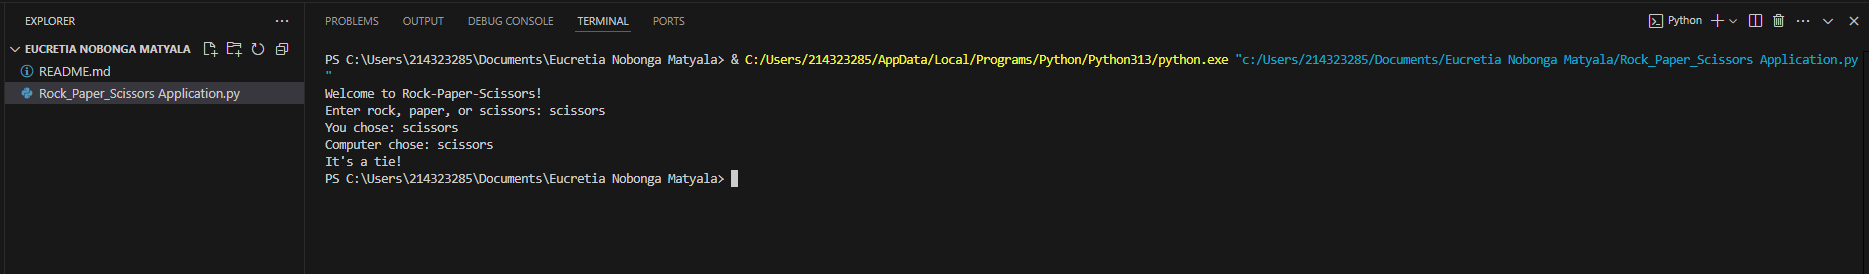 EXPLORER
···
EUCRETIA NOBONGA MATYALA
README.md
Rock_Paper_Scissors Application.py
PROBLEMS OUTPUT DEBUG CONSOLE TERMINAL PORTS
Python
PS C:\Users\214323285\Documents\Eucretia Nobonga Matyala> & C:/Users/214323285/AppData/Local/Programs/Python/Python313/python.exe "c:/Users/214323285/Documents/Eucretia Nobonga Matyala/Rock_Paper_Scissors Application.py
"
Welcome to Rock-Paper-Scissors!
Enter rock, paper, or scissors: scissors
You chose: scissors
Computer chose: scissors
It's a tie!
PS C:\Users\214323285\Documents\Eucretia Nobonga Matyala>